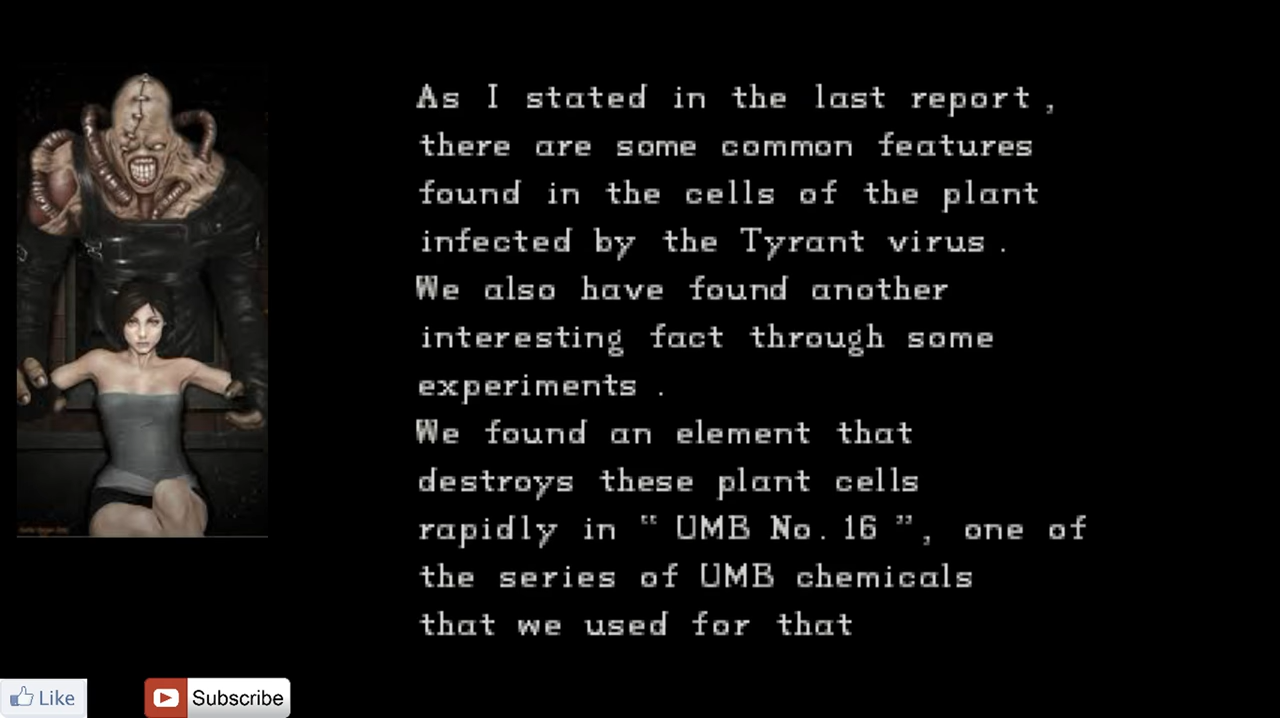 As I stated in the last report,
there are some common features
found in the cells of the plant
infected by the Tyrant virus.
We also have found another
interesting fact through some
experiments.
We found an element that
destroys these plant cells
rapidly in “UMB No.16”, one of
the series of UMB chemicals
that we used for that
Like
Subscribe